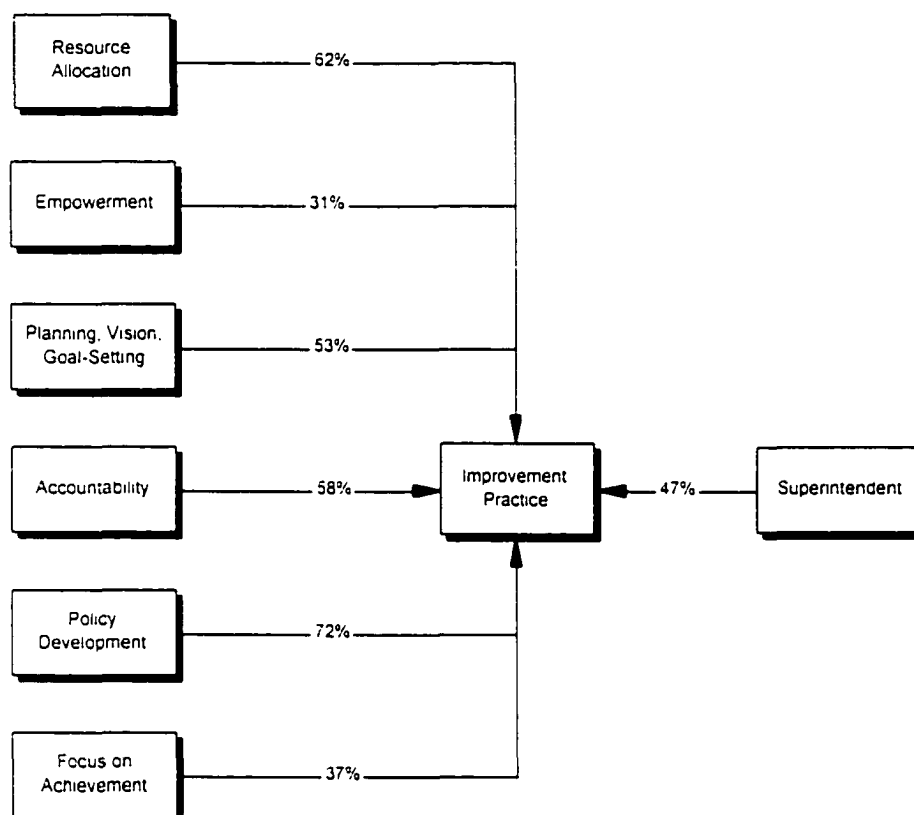 Resource
Allocation
62%
Empowerment
31%
Planning, Vision,
Goal-Setting
53%
Accountability
58%
Improvement
Practice
47%
Superintendent
Policy
Development
72%
Focus on
Achievement
37%